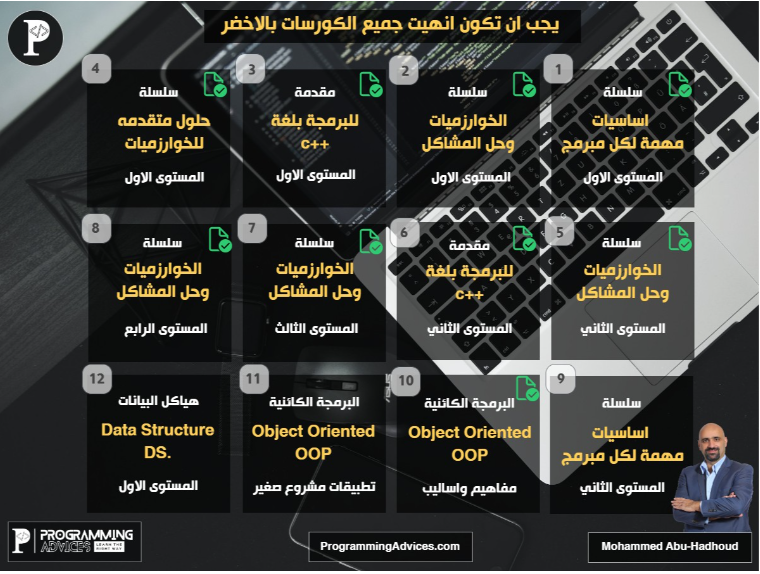 يجب ان تكون انهيت جميع الكورسات بالاخضر
1
سلسلة
اساسيات
مهمة لكل مبرمج
المستوى الاول
2
سلسلة
الخوارزميات
وحل المشاكل
المستوى الاول
3
مقدمة
للبرمجة بلغة
c++
المستوى الاول
4
سلسلة
حلول متقدمه
للخوارزميات
المستوى الاول
5
سلسلة
الخوارزميات
وحل المشاكل
المستوى الثاني
6
مقدمة
للبرمجة بلغة
c++
المستوى الثاني
7
سلسلة
الخوارزميات
وحل المشاكل
المستوى الثالث
8
سلسلة
الخوارزميات
وحل المشاكل
المستوى الرابع
9
سلسلة
اساسيات
مهمة لكل مبرمج
المستوى الثاني
10
البرمجة الكائنية
Object Oriented
OOP
مفاهيم واساليب
11
البرمجة الكائنية
Object Oriented
OOP
تطبيقات مشروع صغير
12
هياكل البيانات
Data Structure
DS.
المستوى الاول
PROGRAMMING
ADVICES
LEARN THE
RIGHT WAY
ProgrammingAdvices.com
Mohammed Abu-Hadhoud